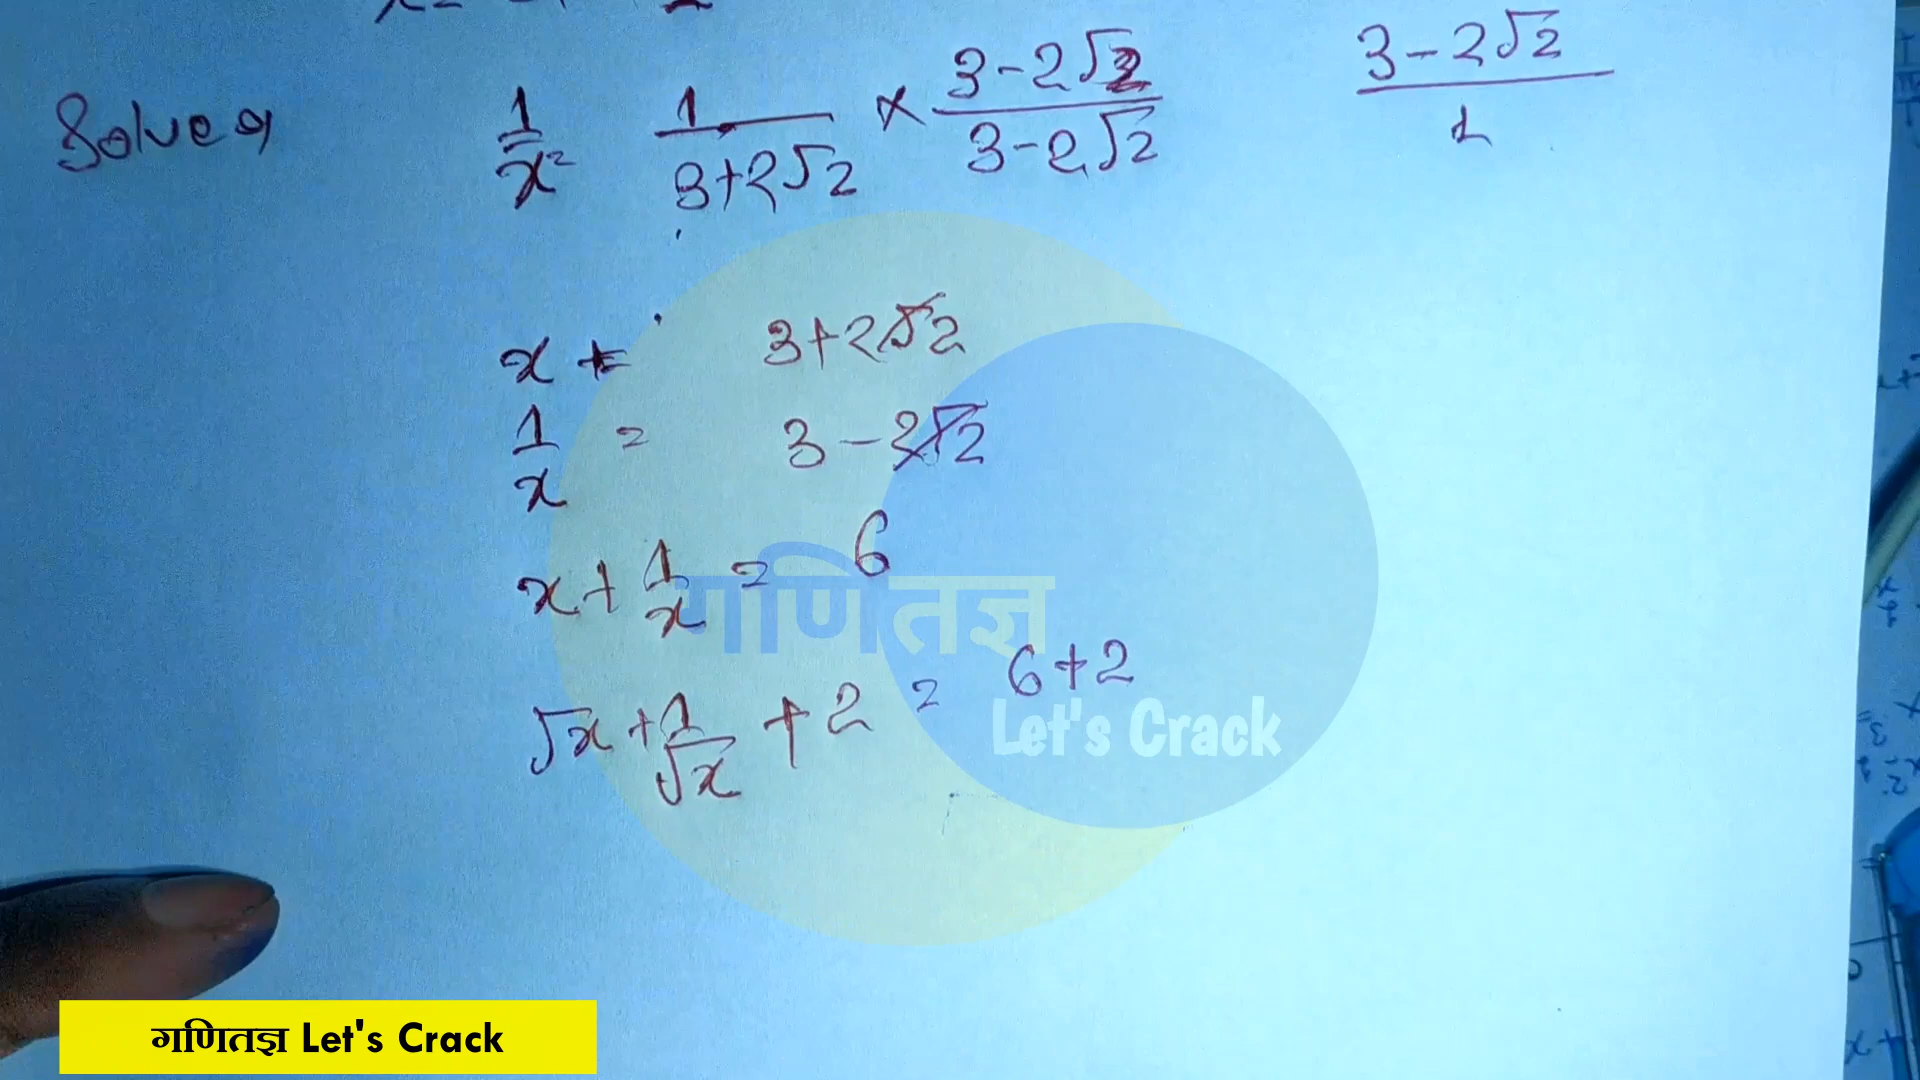 Solve
1/x² 1/(3+2√2) × (3-2√2)/(3-2√2) (3-2√2)/1
x = 3+2√2
1/x = 3-2√2
x+1/x = 6
√x+1/√x +2 = 6+2
गणितज्ञ
Let's Crack
गणितज्ञ Let's Crack